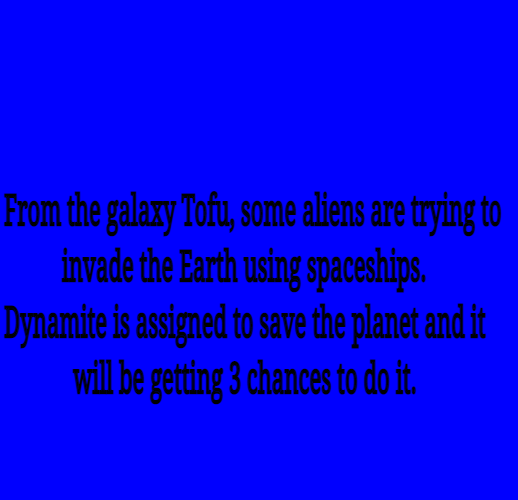 From the galaxy Tofu, some aliens are trying to
invade the Earth using spaceships.
Dynamite is assigned to save the planet and it
will be getting 3 chances to do it.